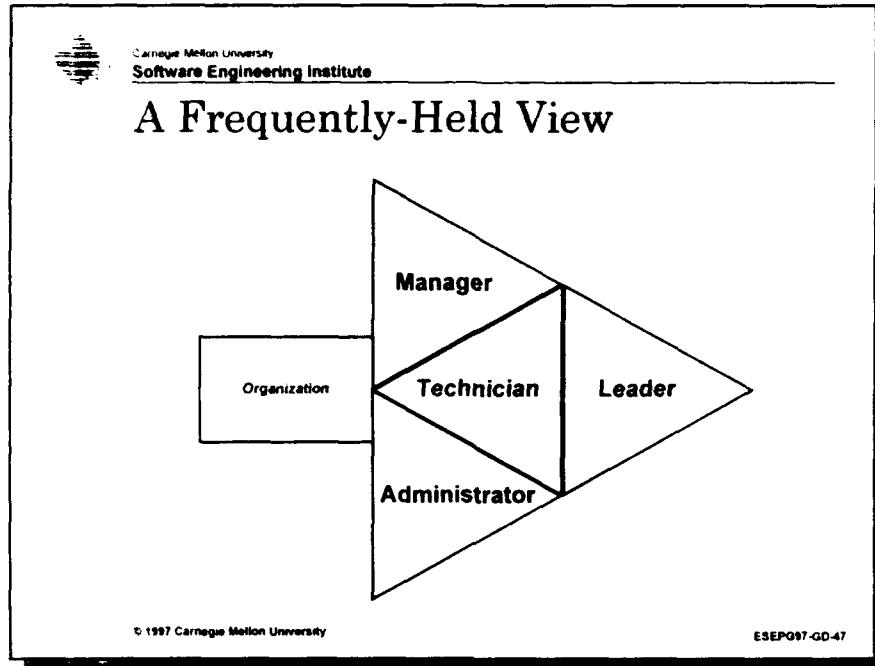 Carnegie Mellon University
Software Engineering Institute
A Frequently-Held View
Manager
Organization
Technician
Leader
Administrator
© 1997 Carnegie Mellon University
ESEPG97-GD-47